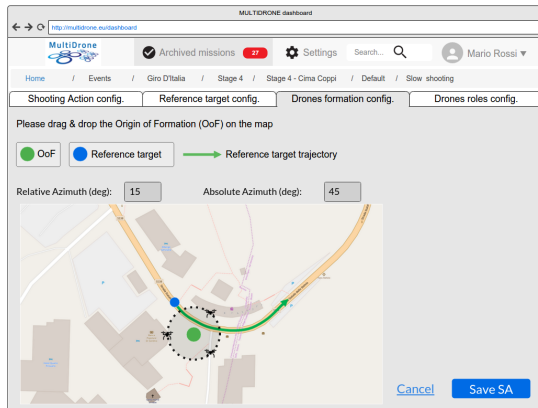 MULTIDRONE dashboard
http://multidrone.eu/dashboard
MultiDrone
Archived missions 27 Settings Search... Mario Rossi
Home / Events / Giro D'Italia / Stage 4 / Stage 4 - Cima Coppi / Default / Slow shooting
Shooting Action config. Reference target config. Drones formation config. Drones roles config.
Please drag & drop the Origin of Formation (OoF) on the map
OoF Reference target Reference target trajectory
Relative Azimuth (deg): 15 Absolute Azimuth (deg): 45
Cancel Save SA